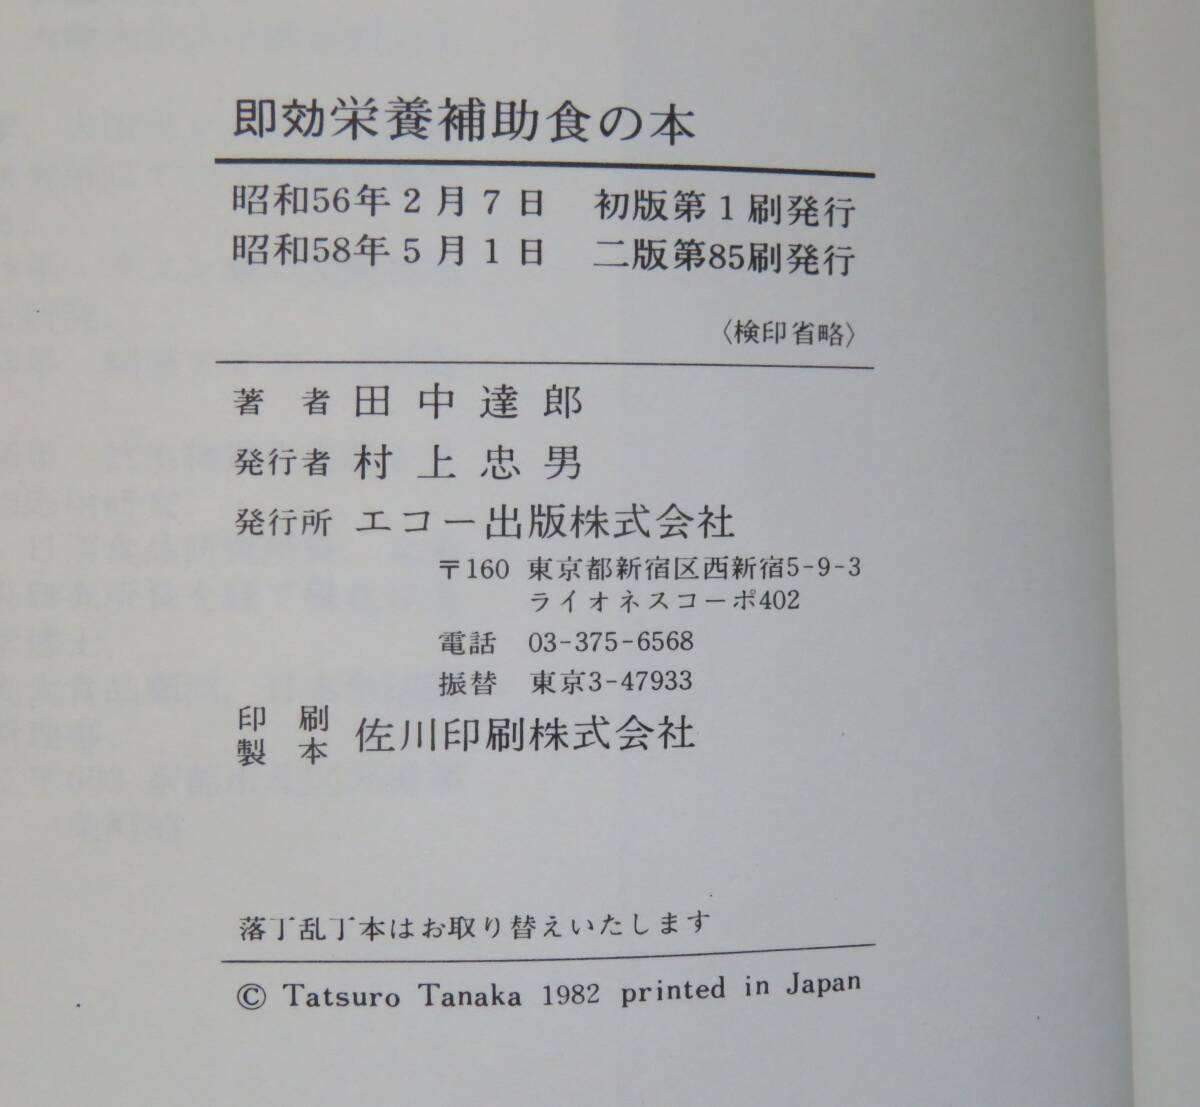 即効栄養補助食の本
昭和56年2月7日 初版第1刷発行
昭和58年5月1日 二版第85刷発行
〈検印省略〉
著者 田中達郎
発行者 村上忠男
発行所 エコー出版株式会社
〒160 東京都新宿区西新宿5-9-3
ライオネスコーポ402
電話 03-375-6568
振替 東京3-47933
印刷
製本 佐川印刷株式会社
落丁乱丁本はお取り替えいたします
© Tatsuro Tanaka 1982 printed in Japan